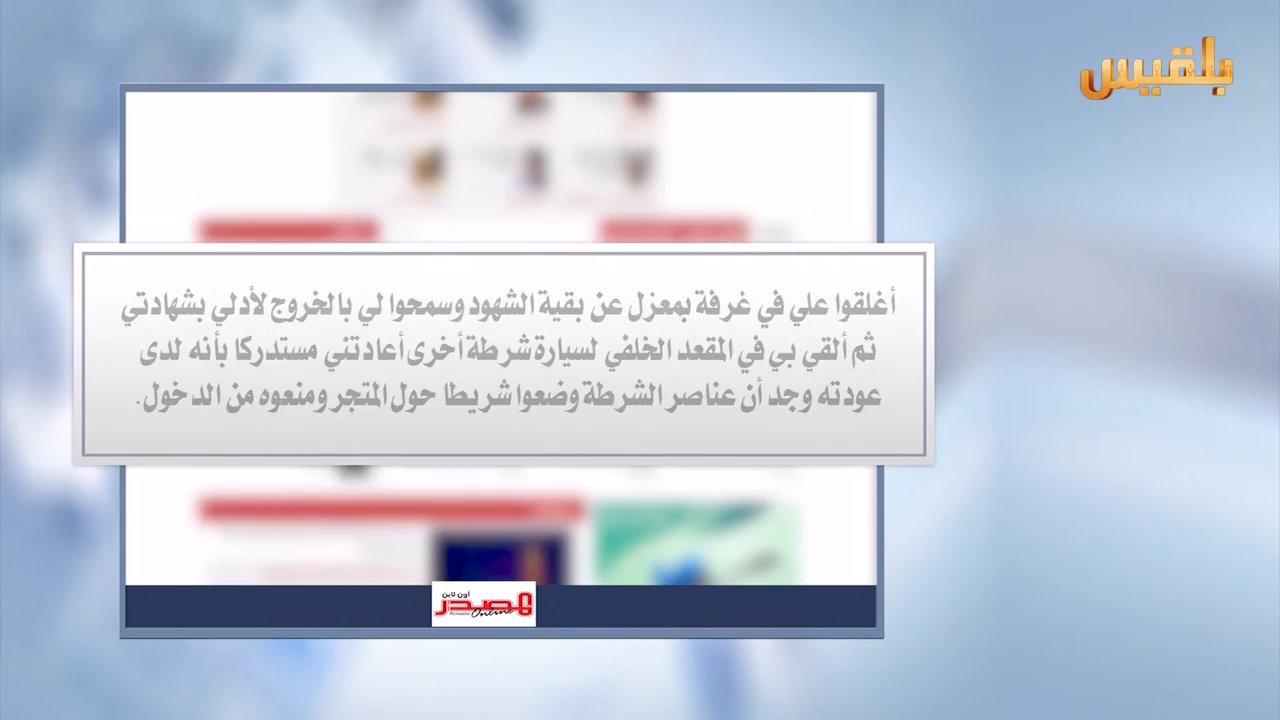 بلقيس
أغلقوا علي في غرفة بمعزل عن بقية الشهود وسمحوا لي بالخروج لأدلي بشهادتي
ثم ألقي بي في المقعد الخلفي لسيارة شرطة أخرى أعادتني مستدركا بأنه لدى
عودته وجد أن عناصر الشرطة وضعوا شريطا حول المتجر ومنعوه من الدخول.
أون لاين
المصدر
Online